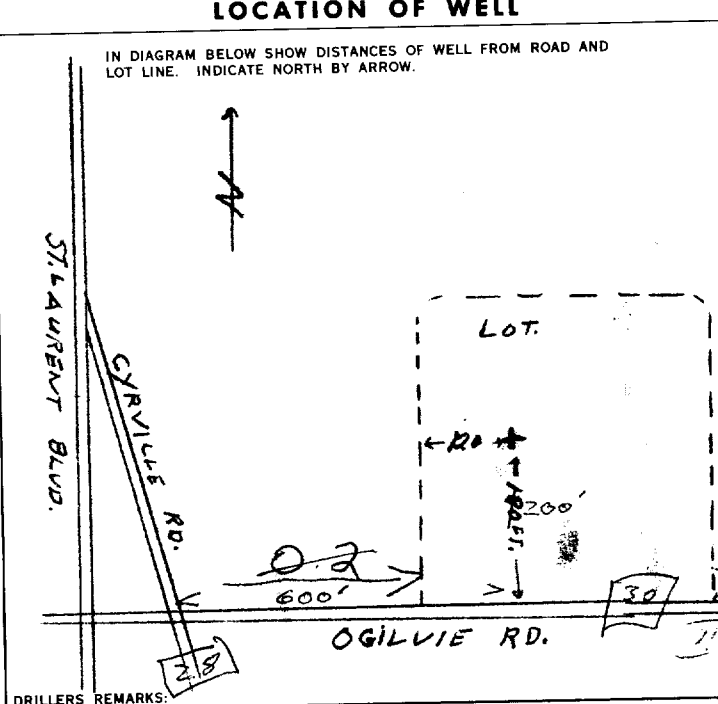 LOCATION OF WELL
IN DIAGRAM BELOW SHOW DISTANCES OF WELL FROM ROAD AND
LOT LINE. INDICATE NORTH BY ARROW.
N
ST. LAURENT BLVD.
CYRVILLE RD.
LOT.
200'
0.2
600'
30
OGILVIE RD.
28
DRILLERS REMARKS: